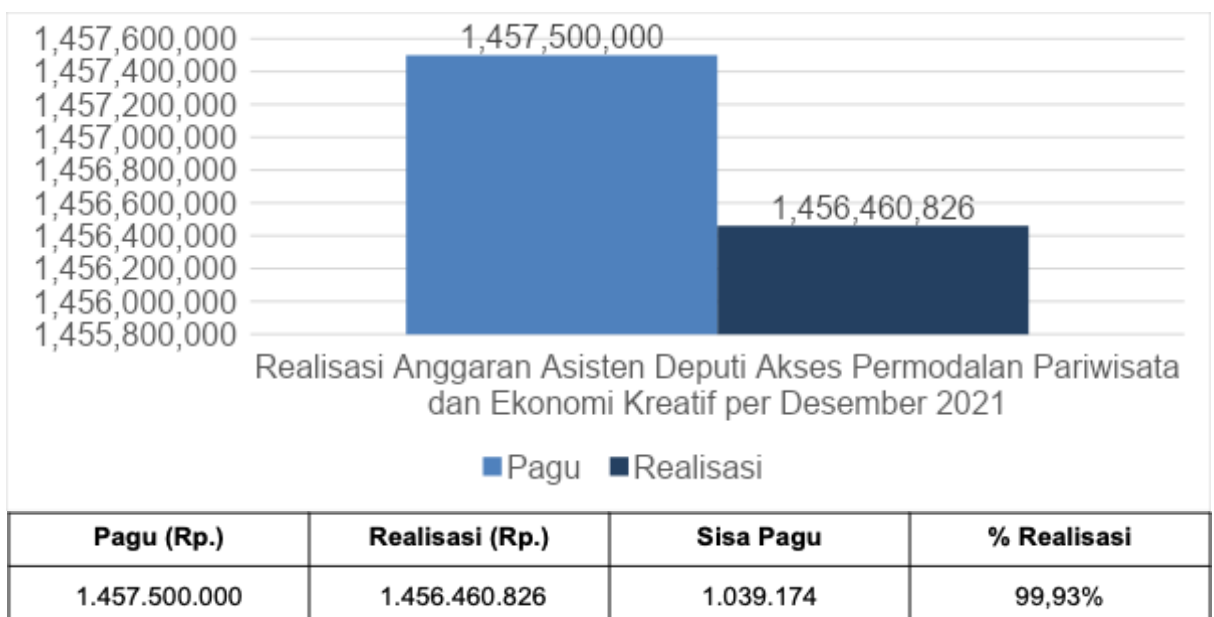 1,457,600,000
1,457,400,000
1,457,200,000
1,457,000,000
1,456,800,000
1,456,600,000
1,456,400,000
1,456,200,000
1,456,000,000
1,455,800,000
1,457,500,000
1,456,460,826
Realisasi Anggaran Asisten Deputi Akses Permodalan Pariwisata
dan Ekonomi Kreatif per Desember 2021
Pagu Realisasi
Pagu (Rp.) Realisasi (Rp.) Sisa Pagu % Realisasi
1.457.500.000 1.456.460.826 1.039.174 99,93%